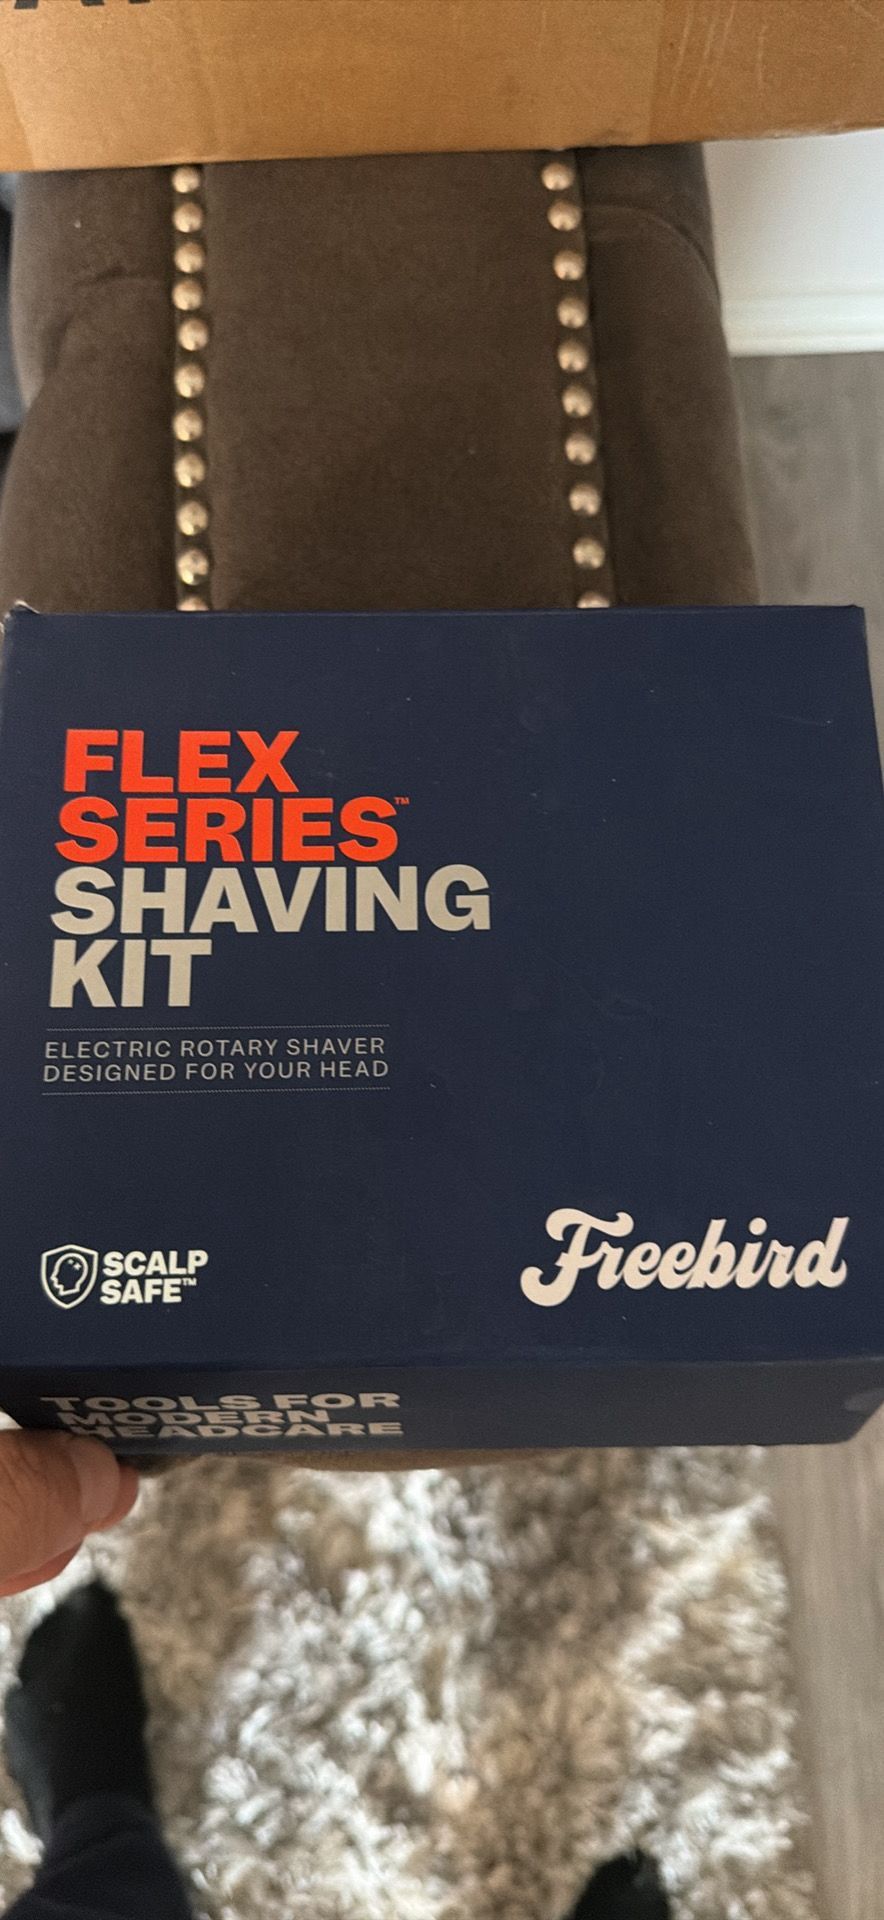 FLEX
SERIES™
SHAVING
KIT
ELECTRIC ROTARY SHAVER
DESIGNED FOR YOUR HEAD
SCALP
SAFE™
Freebird
TOOLS FOR
MODERN
HEADCARE